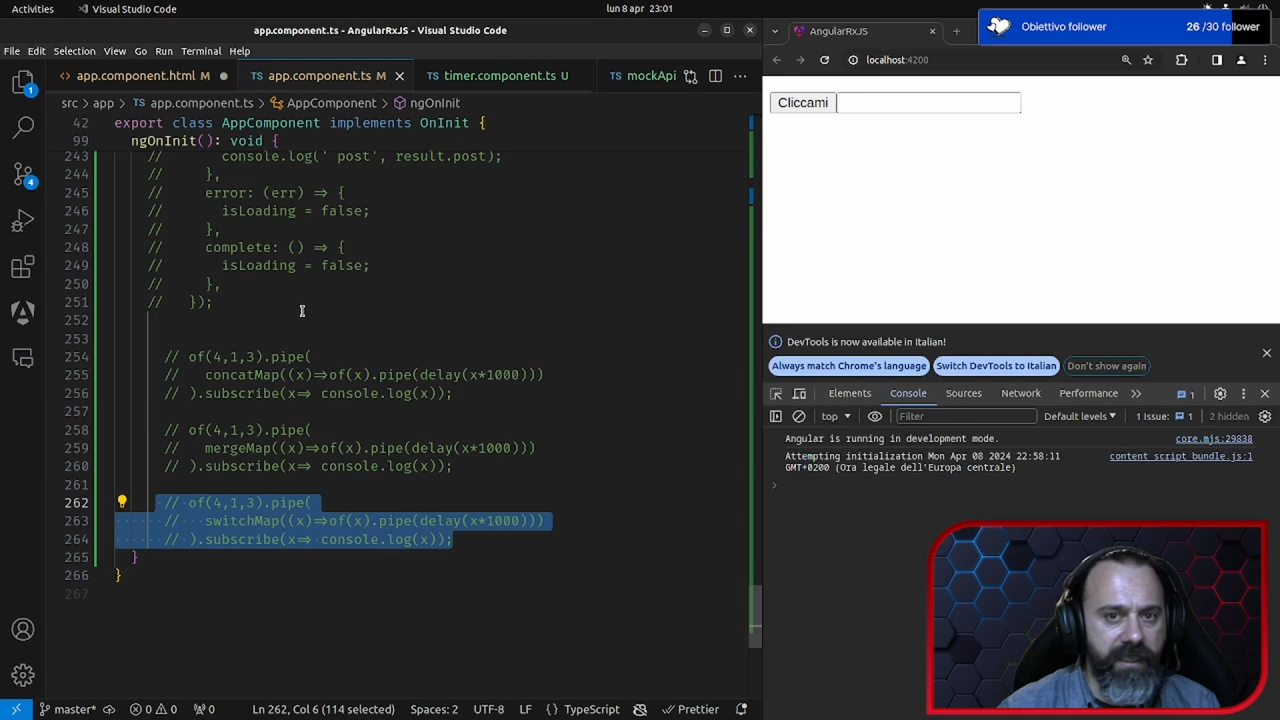 Activities
Visual Studio Code
lun 8 apr 23:01
app.component.ts - Visual Studio Code
File Edit Selection View Go Run Terminal Help
app.component.html M
app.component.ts M
timer.component.ts U
mockApi
src > app > app.component.ts > AppComponent > ngOnInit
42 export class AppComponent implements OnInit {
99 ngOnInit(): void {
243 // console.log(' post', result.post);
244 // },
245 // error: (err) => {
246 // isLoading = false;
247 // },
248 // complete: () => {
249 // isLoading = false;
250 // },
251 // });
252
253
254 // of(4,1,3).pipe(
255 // concatMap((x)=>of(x).pipe(delay(x*1000)))
256 // ).subscribe(x=> console.log(x));
257
258 // of(4,1,3).pipe(
259 // mergeMap((x)=>of(x).pipe(delay(x*1000)))
260 // ).subscribe(x=> console.log(x));
261
262 // of(4,1,3).pipe(
263 // switchMap((x)=>of(x).pipe(delay(x*1000)))
264 // ).subscribe(x=> console.log(x));
265 }
266 }
267
1
4
master*
0 0
0
Ln 262, Col 6 (114 selected)
Spaces: 2
UTF-8
LF
{} TypeScript
Prettier
Obiettivo follower
26 /30 follower
AngularRxJS
localhost:4200
Cliccami
DevTools is now available in Italian!
Always match Chrome's language
Switch DevTools to Italian
Don't show again
Elements
Console
Sources
Network
Performance
1
top
Filter
Default levels
1 Issue: 1
2 hidden
Angular is running in development mode.
core.mjs:29838
Attempting initialization Mon Apr 08 2024 22:58:11
content script bundle.js:1
GMT+0200 (Ora legale dell'Europa centrale)